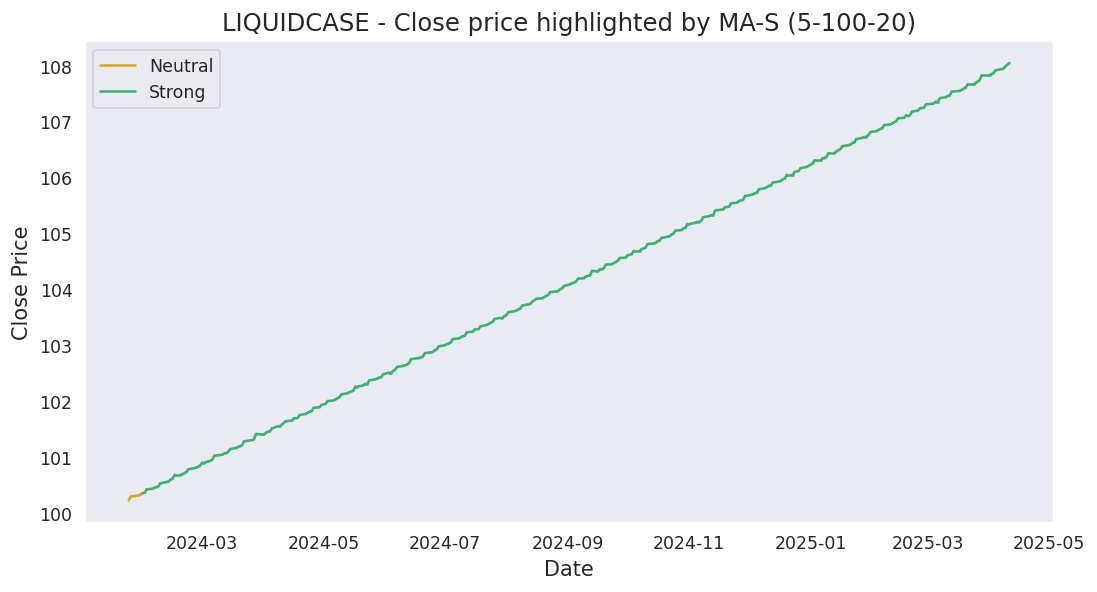 LIQUIDCASE - Close price highlighted by MA-S (5-100-20)
Neutral
Strong
Close Price
108
107
106
105
104
103
102
101
100
2024-03 2024-05 2024-07 2024-09 2024-11 2025-01 2025-03 2025-05
Date